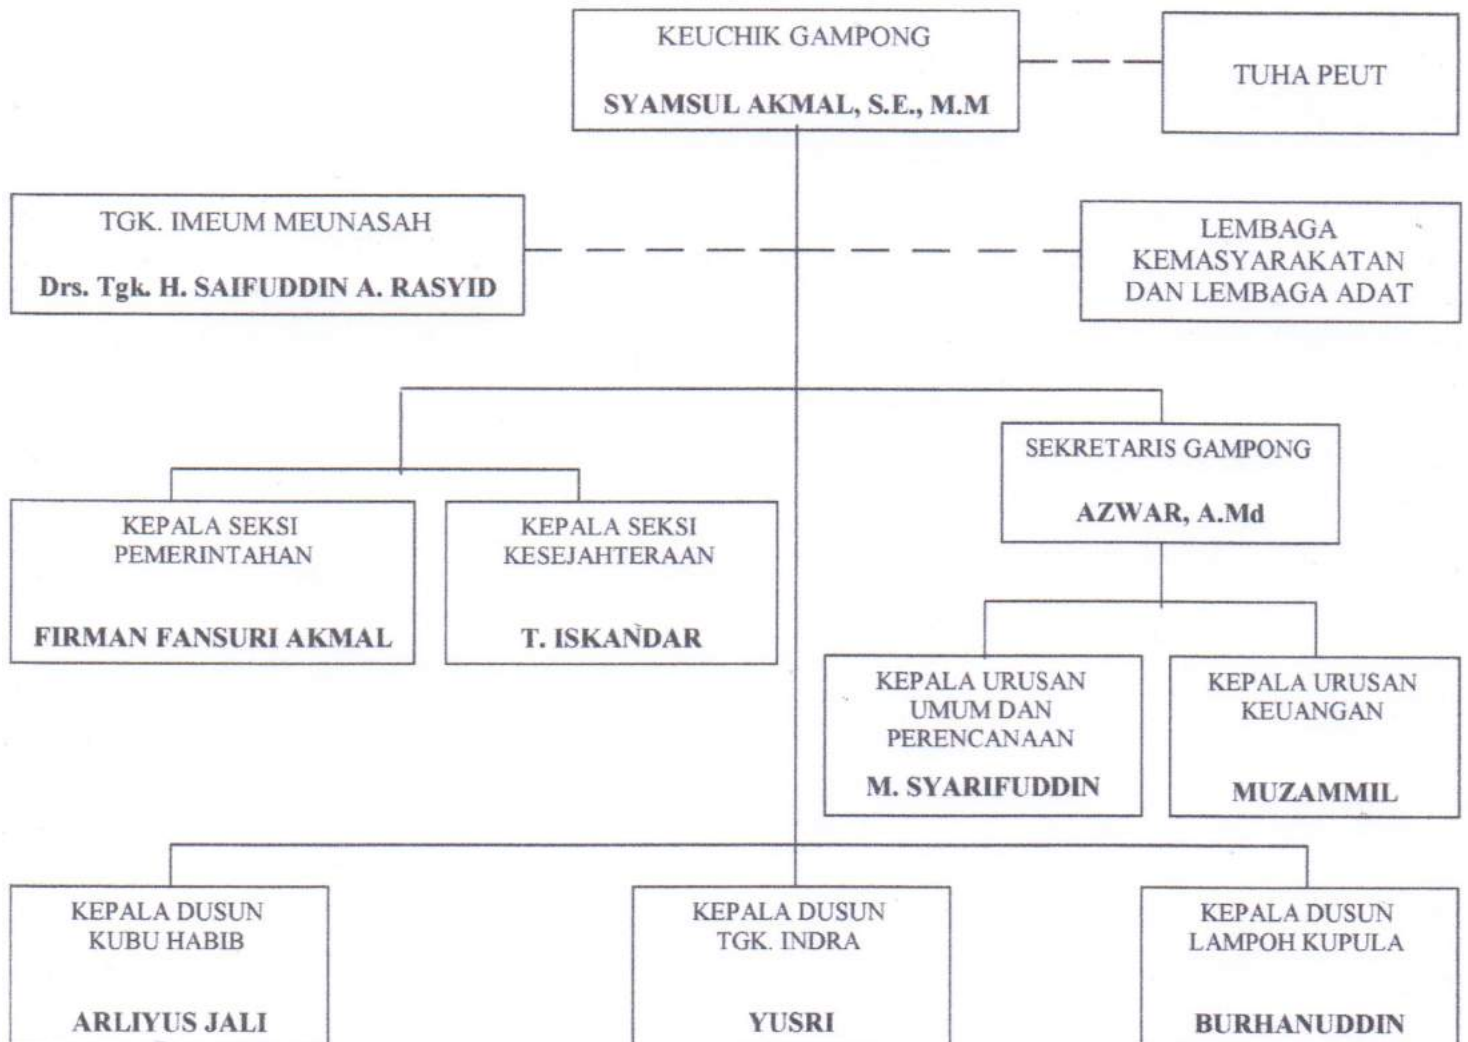 KEUCHIK GAMPONG
SYAMSUL AKMAL, S.E., M.M
TUHA PEUT
TGK. IMEUM MEUNASAH
Drs. Tgk. H. SAIFUDDIN A. RASYID
LEMBAGA
KEMASYARAKATAN
DAN LEMBAGA ADAT
SEKRETARIS GAMPONG
AZWAR, A.Md
KEPALA SEKSI
PEMERINTAHAN
FIRMAN FANSURI AKMAL
KEPALA SEKSI
KESEJAHTERAAN
T. ISKANDAR
KEPALA URUSAN
UMUM DAN
PERENCANAAN
M. SYARIFUDDIN
KEPALA URUSAN
KEUANGAN
MUZAMMIL
KEPALA DUSUN
KUBU HABIB
ARLIYUS JALI
KEPALA DUSUN
TGK. INDRA
YUSRI
KEPALA DUSUN
LAMPOH KUPULA
BURHANUDDIN